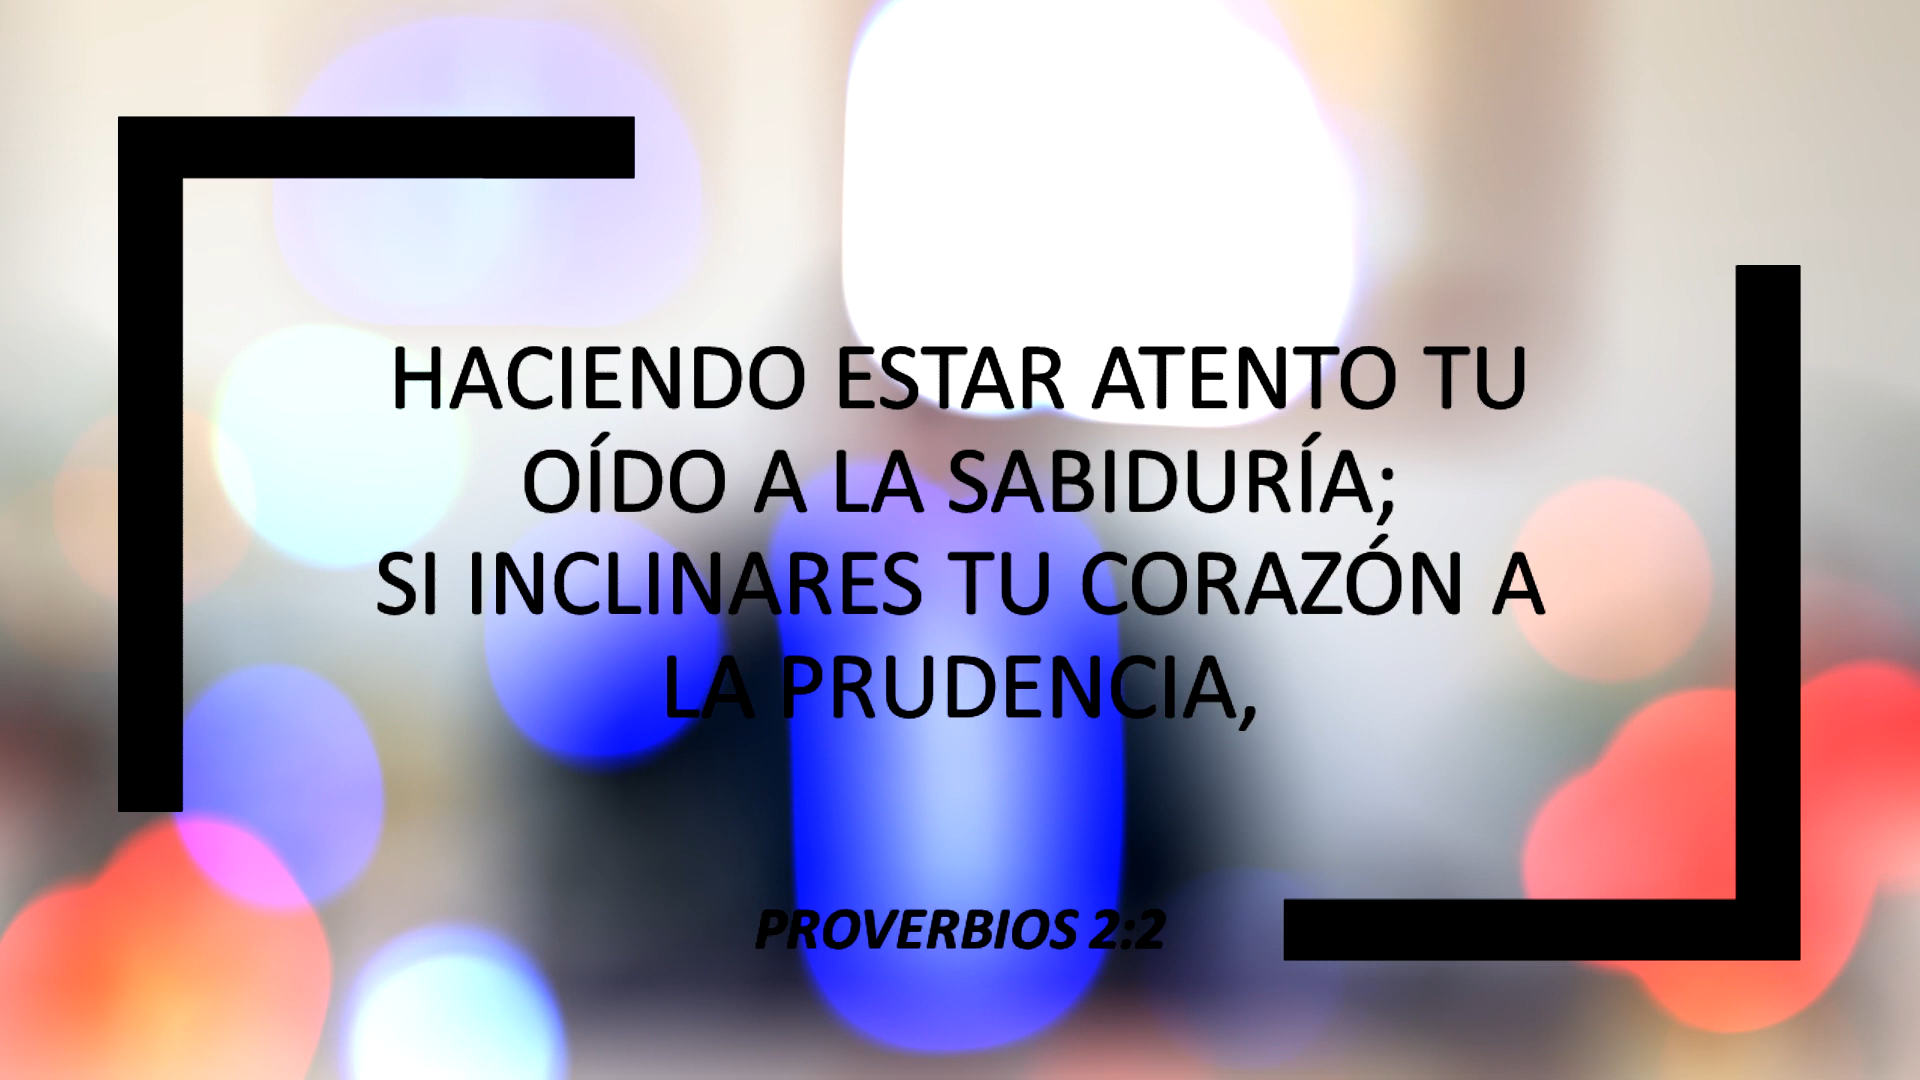 HACIENDO ESTAR ATENTO TU
OÍDO A LA SABIDURÍA;
SI INCLINARES TU CORAZÓN A
LA PRUDENCIA,
PROVERBIOS 2:2